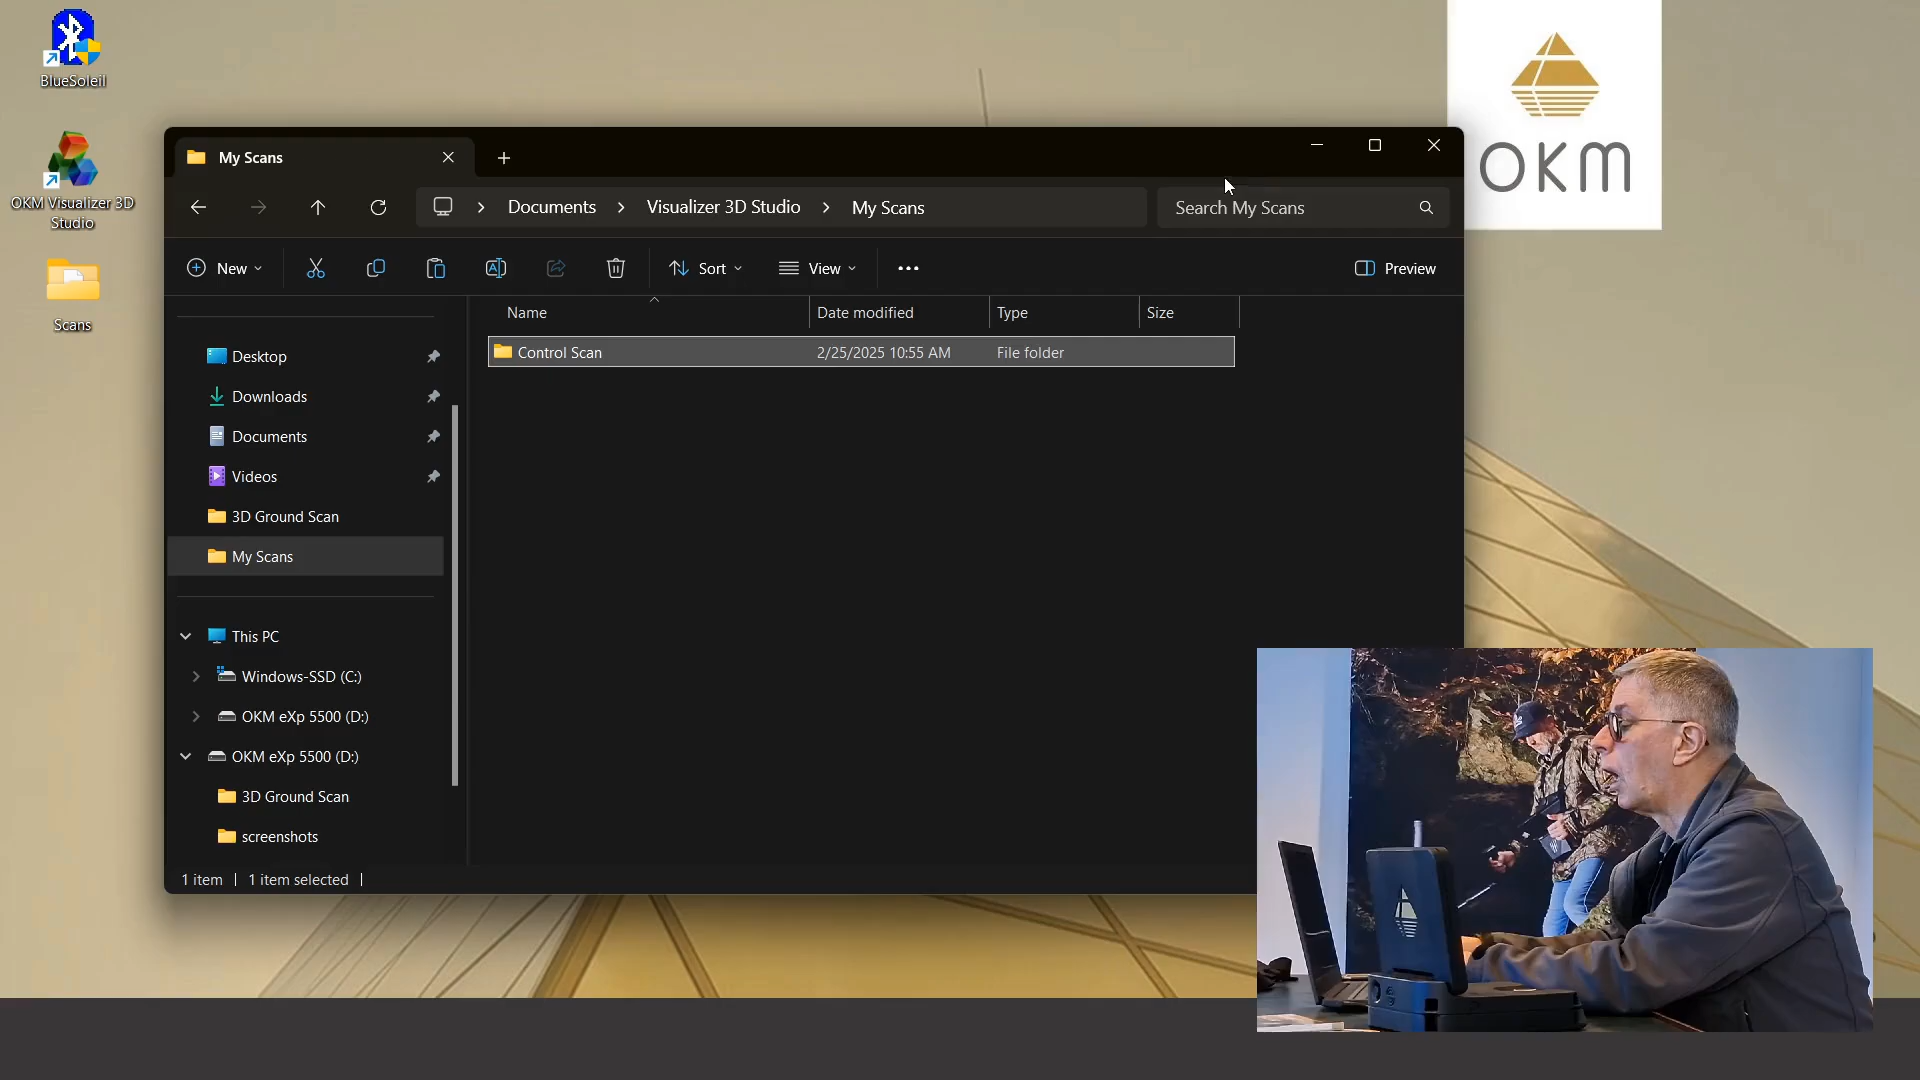 BlueSoleil
OKM Visualizer 3D
Studio
Scans
OKM
My Scans
Documents
Visualizer 3D Studio
My Scans
Search My Scans
New
Sort
View
Preview
Name
Date modified
Type
Size
Control Scan
2/25/2025 10:55 AM
File folder
Desktop
Downloads
Documents
Videos
3D Ground Scan
My Scans
This PC
Windows-SSD (C:)
OKM eXp 5500 (D:)
OKM eXp 5500 (D:)
3D Ground Scan
screenshots
1 item
1 item selected